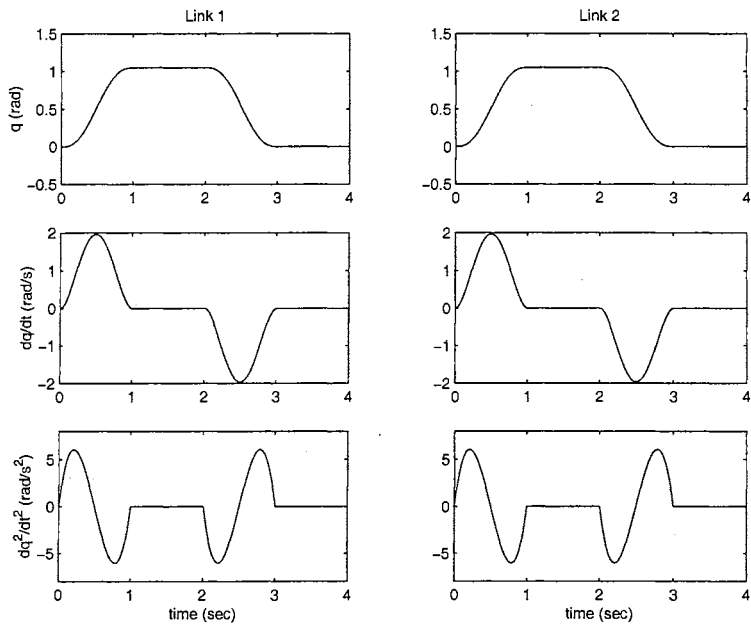 Link 1
Link 2
1.5
1
0.5
0
-0.5
q (rad)
0 1 2 3 4
1.5
1
0.5
0
-0.5
0 1 2 3 4
2
1
0
-1
-2
dq/dt (rad/s)
0 1 2 3 4
2
1
0
-1
-2
0 1 2 3 4
5
0
-5
dq²/dt² (rad/s²)
0 1 2 3 4
time (sec)
5
0
-5
0 1 2 3 4
time (sec)